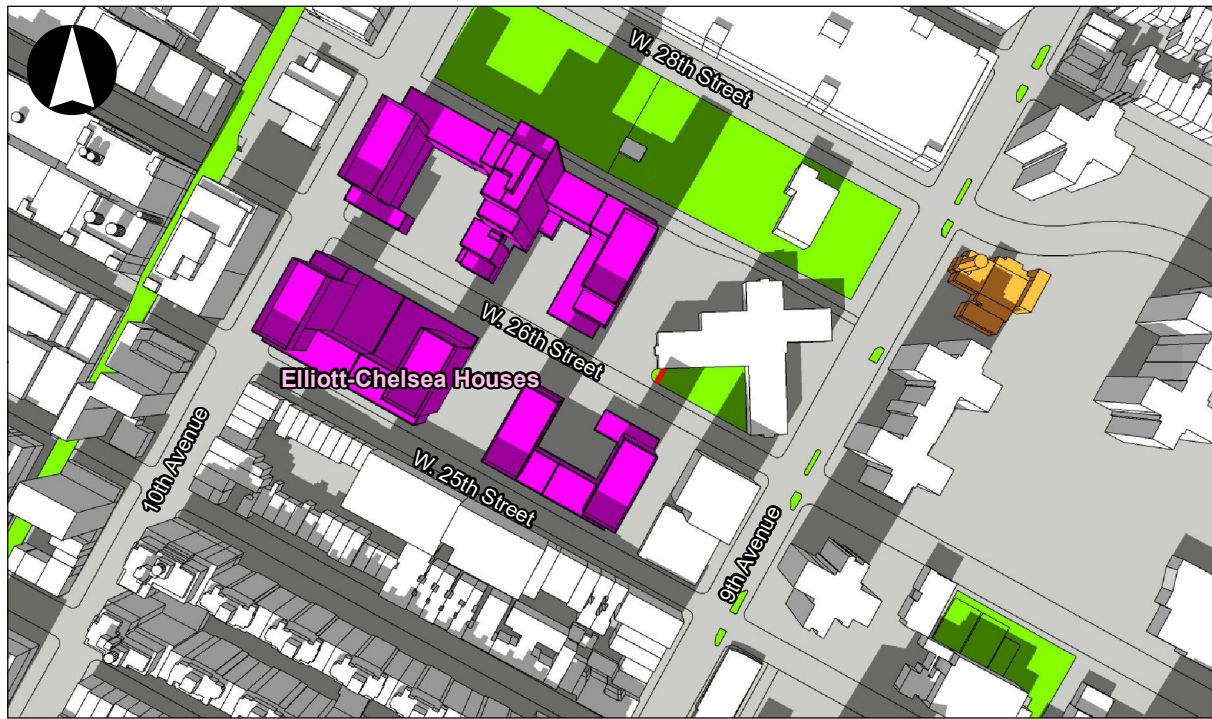 W. 28th Street
W. 26th Street
Elliott-Chelsea Houses
10th Avenue
W. 25th Street
9th Avenue